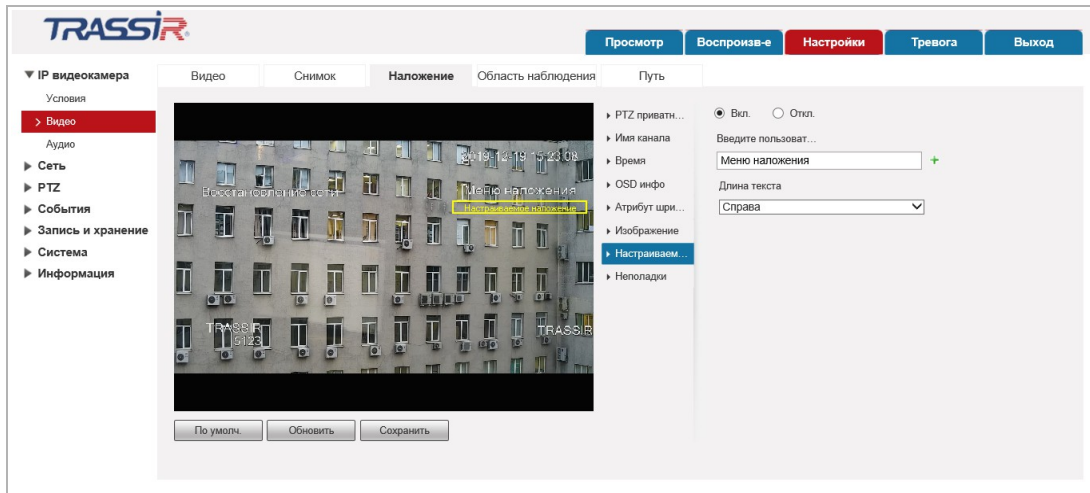 TRASSIR
Просмотр
Воспроизв-е
Настройки
Тревога
Выход
IP видеокамера
Условия
Видео
Аудио
Сеть
PTZ
События
Запись и хранение
Система
Информация
Видео
Снимок
Наложение
Область наблюдения
Путь
2019-12-19 15:23:08
Восстановление сети
Меню наложения
Настраиваемое наложение
TRASSIR
5123
TRASSIR
По умолч.
Обновить
Сохранить
PTZ приватн...
Имя канала
Время
OSD инфо
Атрибут шри...
Изображение
Настраиваем...
Неполадки
Вкл.
Откл.
Введите пользоват...
Меню наложения
+
Длина текста
Справа